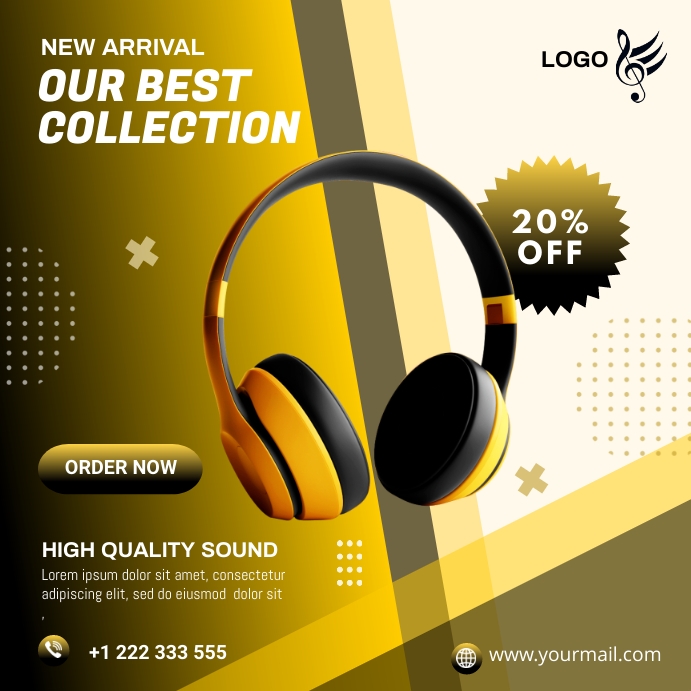 NEW ARRIVAL
OUR BEST
COLLECTION
LOGO
20%
OFF
ORDER NOW
HIGH QUALITY SOUND
Lorem ipsum dolor sit amet, consectetur
adipiscing elit, sed do eiusmod  dolor sit
,
+1 222 333 555
www.yourmail.com